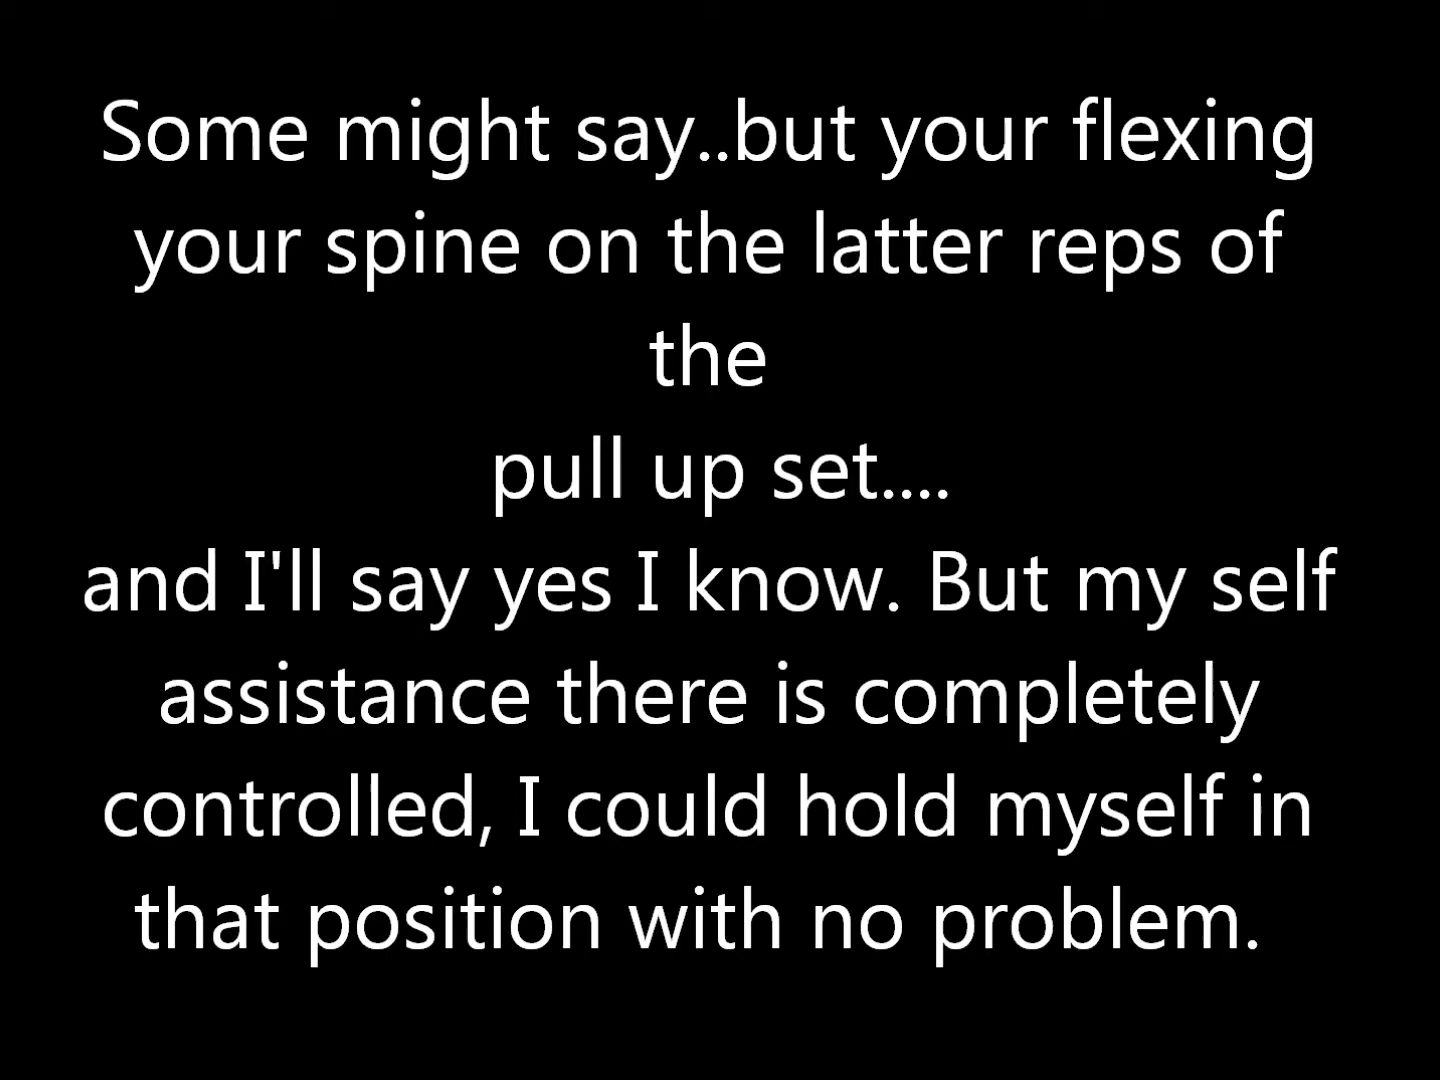 Some might say..but your flexing
your spine on the latter reps of
the
pull up set....
and I'll say yes I know. But my self
assistance there is completely
controlled, I could hold myself in
that position with no problem.